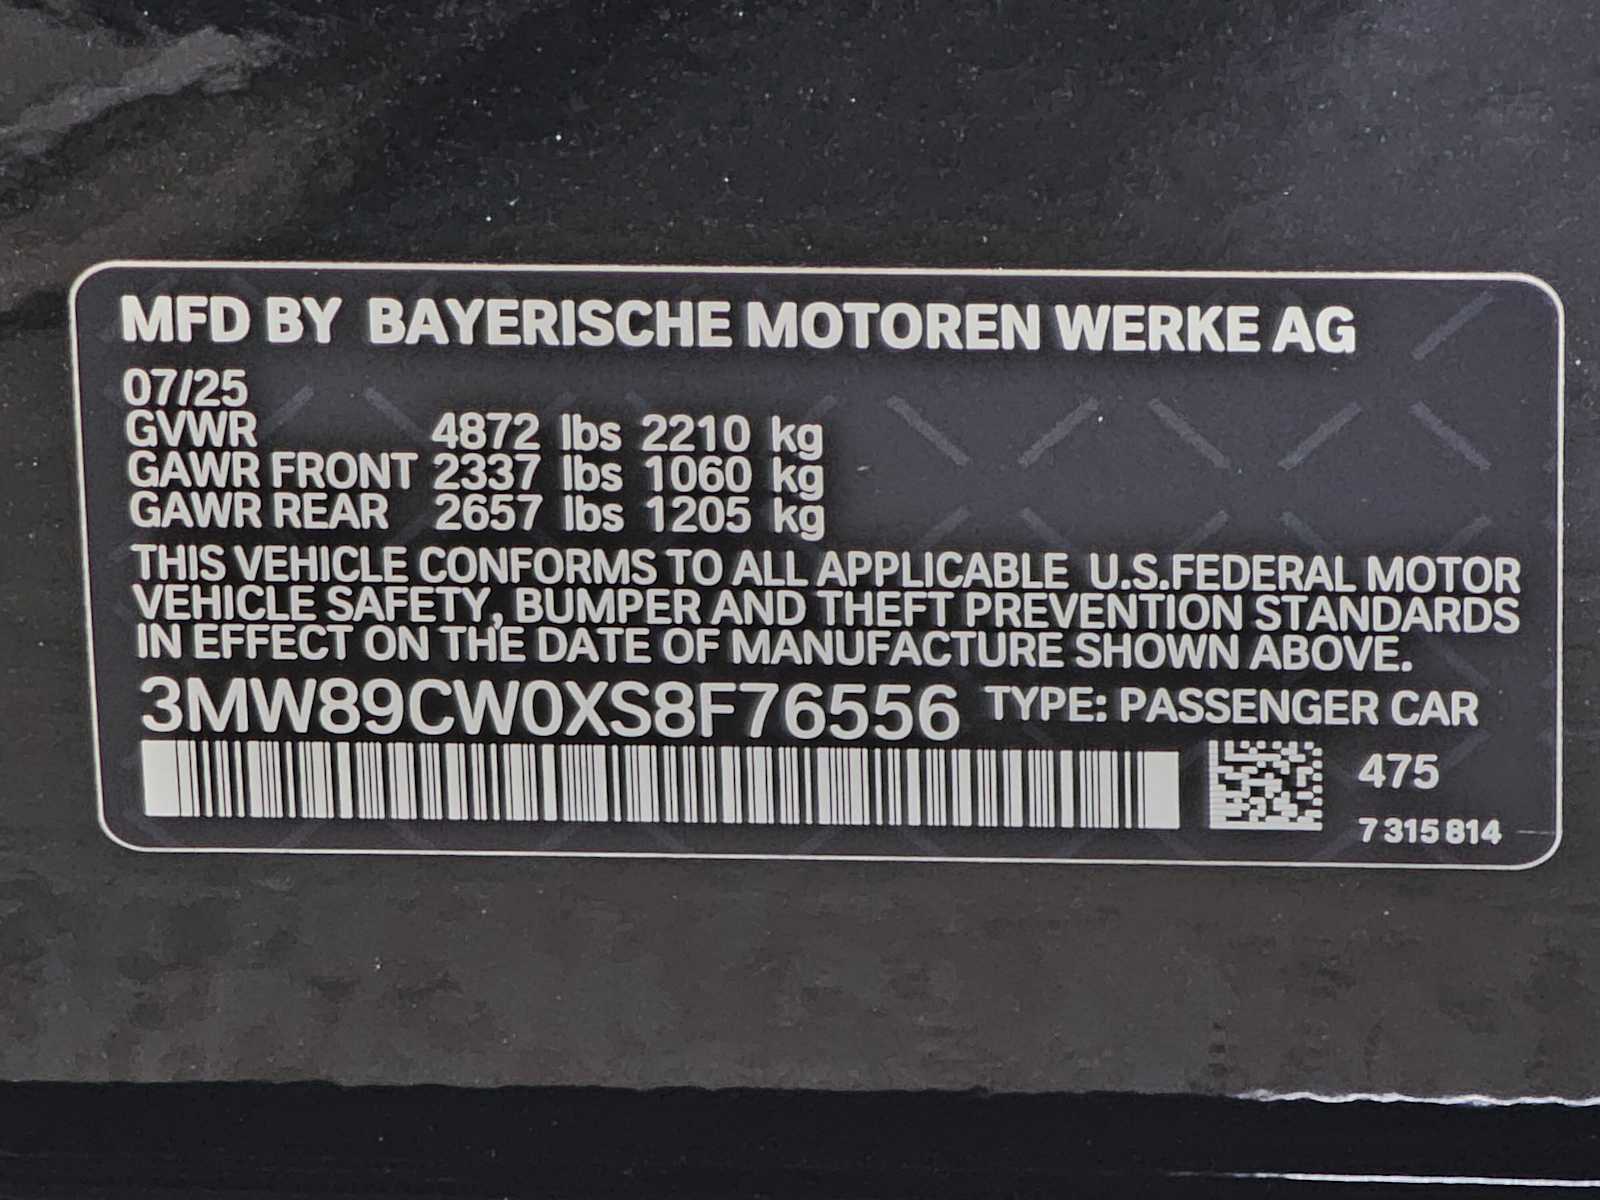 MFD BY BAYERISCHE MOTOREN WERKE AG
07/25
GVWR 4872 lbs 2210 kg
GAWR FRONT 2337 lbs 1060 kg
GAWR REAR 2657 lbs 1205 kg
THIS VEHICLE CONFORMS TO ALL APPLICABLE U.S.FEDERAL MOTOR
VEHICLE SAFETY, BUMPER AND THEFT PREVENTION STANDARDS
IN EFFECT ON THE DATE OF MANUFACTURE SHOWN ABOVE.
3MW89CW0XS8F76556 TYPE: PASSENGER CAR
475
7 315 814